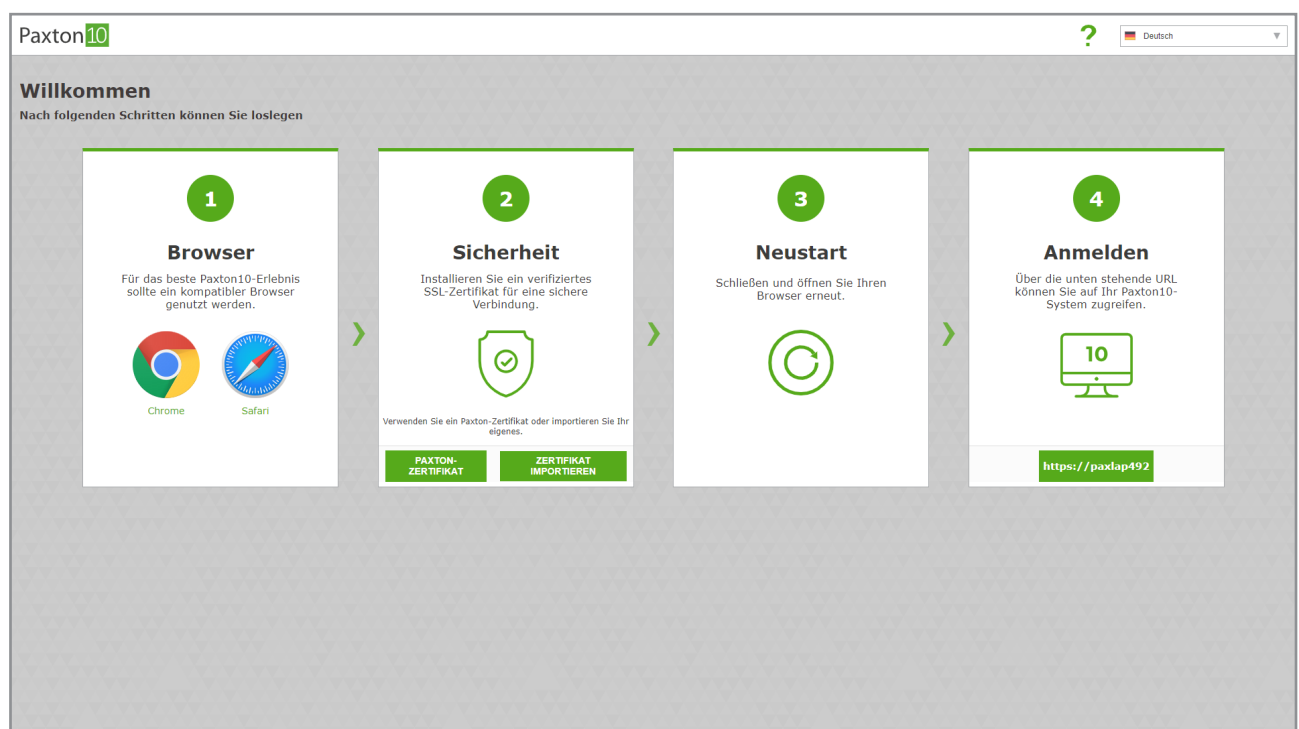 Paxton10
?
Deutsch
Willkommen
Nach folgenden Schritten können Sie loslegen
1
Browser
Für das beste Paxton10-Erlebnis
sollte ein kompatibler Browser
genutzt werden.
Chrome
Safari
2
Sicherheit
Installieren Sie ein verifiziertes
SSL-Zertifikat für eine sichere
Verbindung.
Verwenden Sie ein Paxton-Zertifikat oder importieren Sie Ihr
eigenes.
PAXTON-
ZERTIFIKAT
ZERTIFIKAT
IMPORTIEREN
3
Neustart
Schließen und öffnen Sie Ihren
Browser erneut.
4
Anmelden
Über die unten stehende URL
können Sie auf Ihr Paxton10-
System zugreifen.
10
https://paxlap492